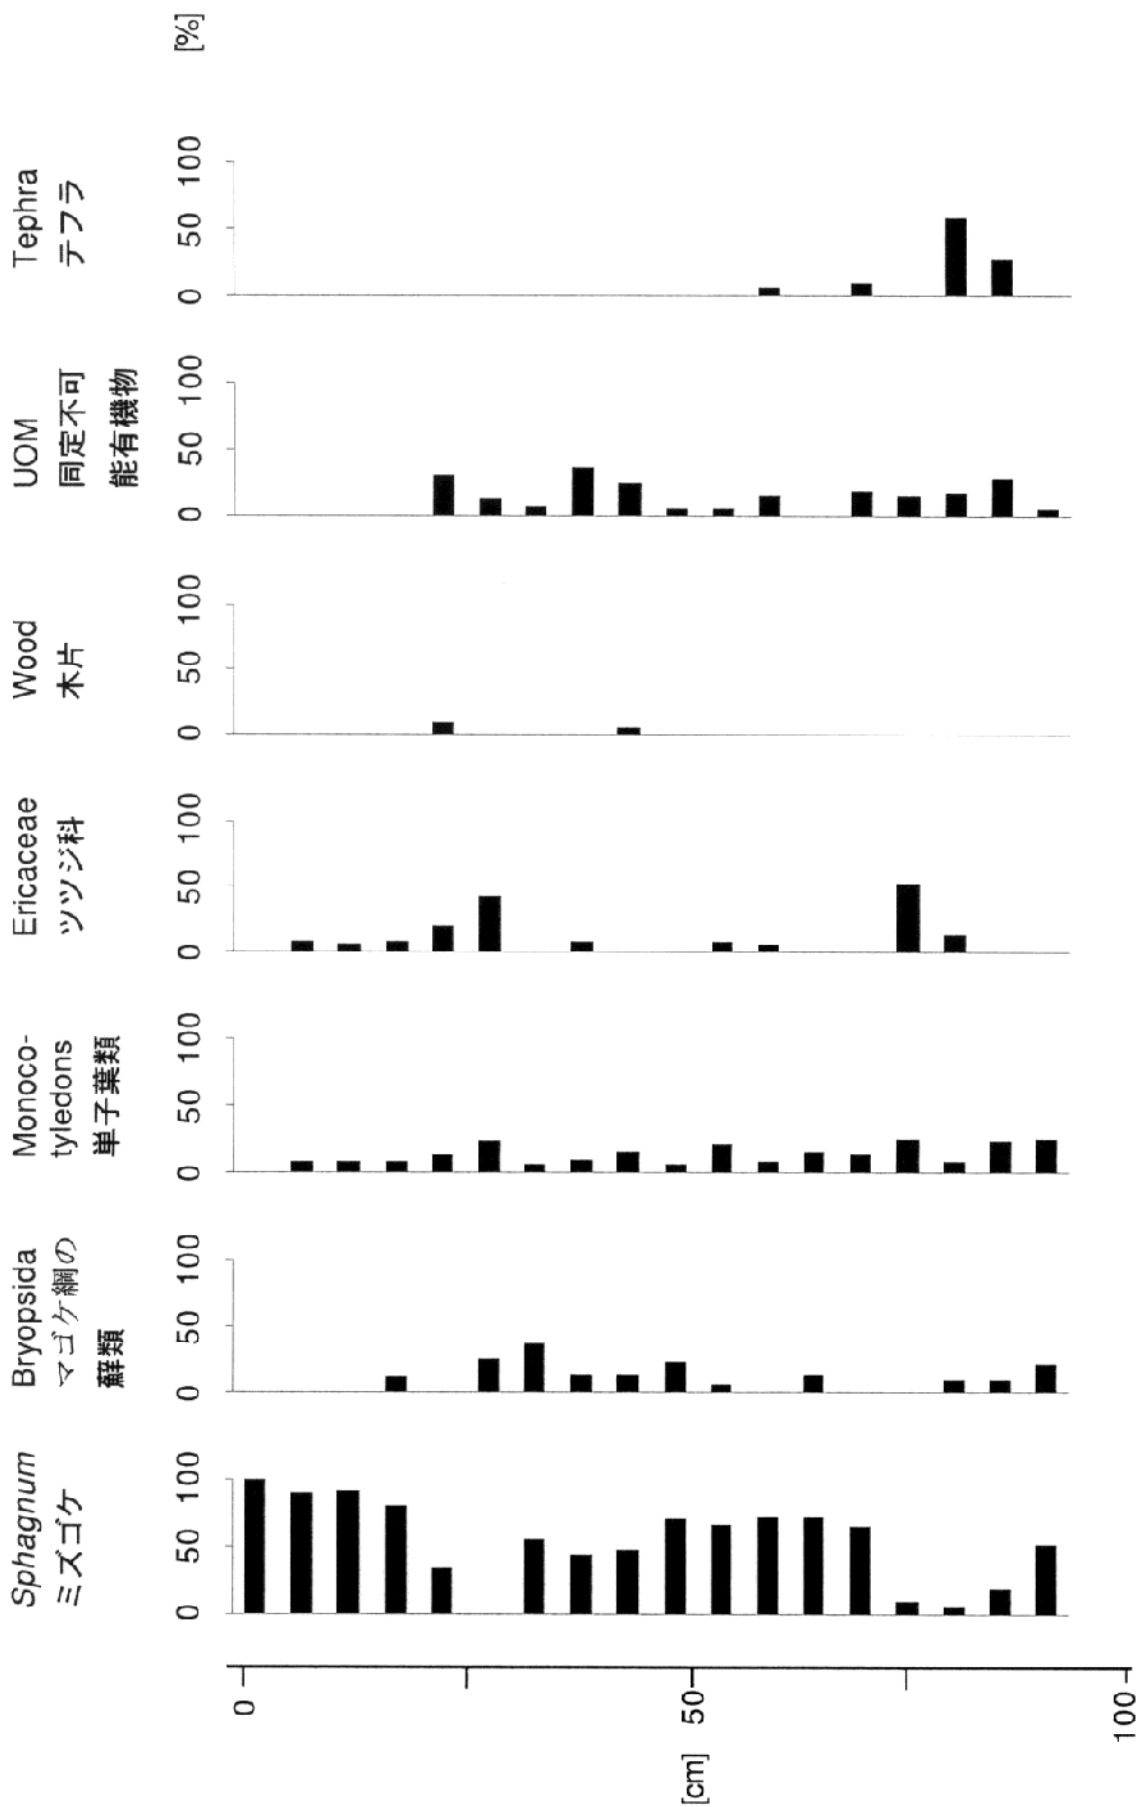 [%]
Tephra
テフラ
0 50 100
UOM
同定不可
能有機物
0 50 100
Wood
木片
0 50 100
Ericaceae
ツツジ科
0 50 100
Monoco-
tyledons
単子葉類
0 50 100
Bryopsida
マゴケ綱の
蘚類
0 50 100
Sphagnum
ミズゴケ
0 50 100
0
50
100
[cm]